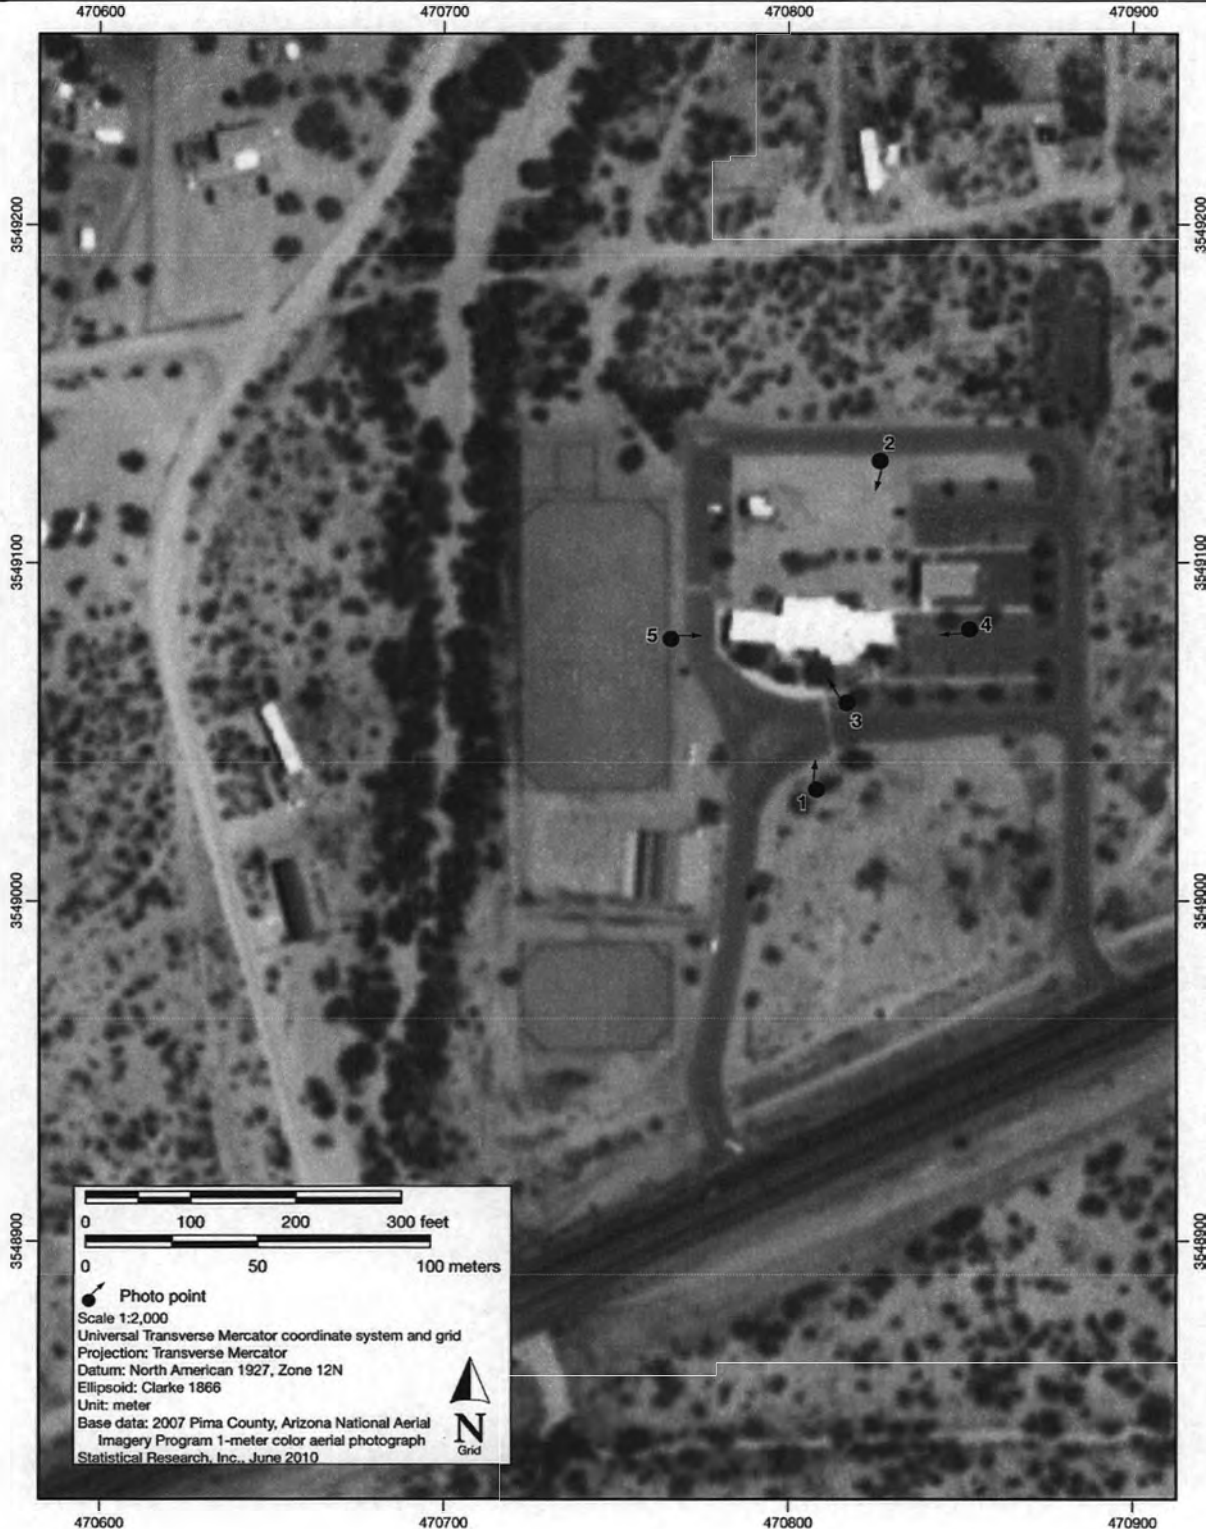 470600 470700 470800 470900
3549200 3549200
2
3549100 3549100
5 4
3
1
3549000 3549000
0 100 200 300 feet
0 50 100 meters
3548900 3548900
Photo point
Scale 1:2,000
Universal Transverse Mercator coordinate system and grid
Projection: Transverse Mercator
Datum: North American 1927, Zone 12N
Ellipsoid: Clarke 1866
Unit: meter
Base data: 2007 Pima County, Arizona National Aerial
Imagery Program 1-meter color aerial photograph
Statistical Research, Inc., June 2010
N
Grid
470600 470700 470800 470900